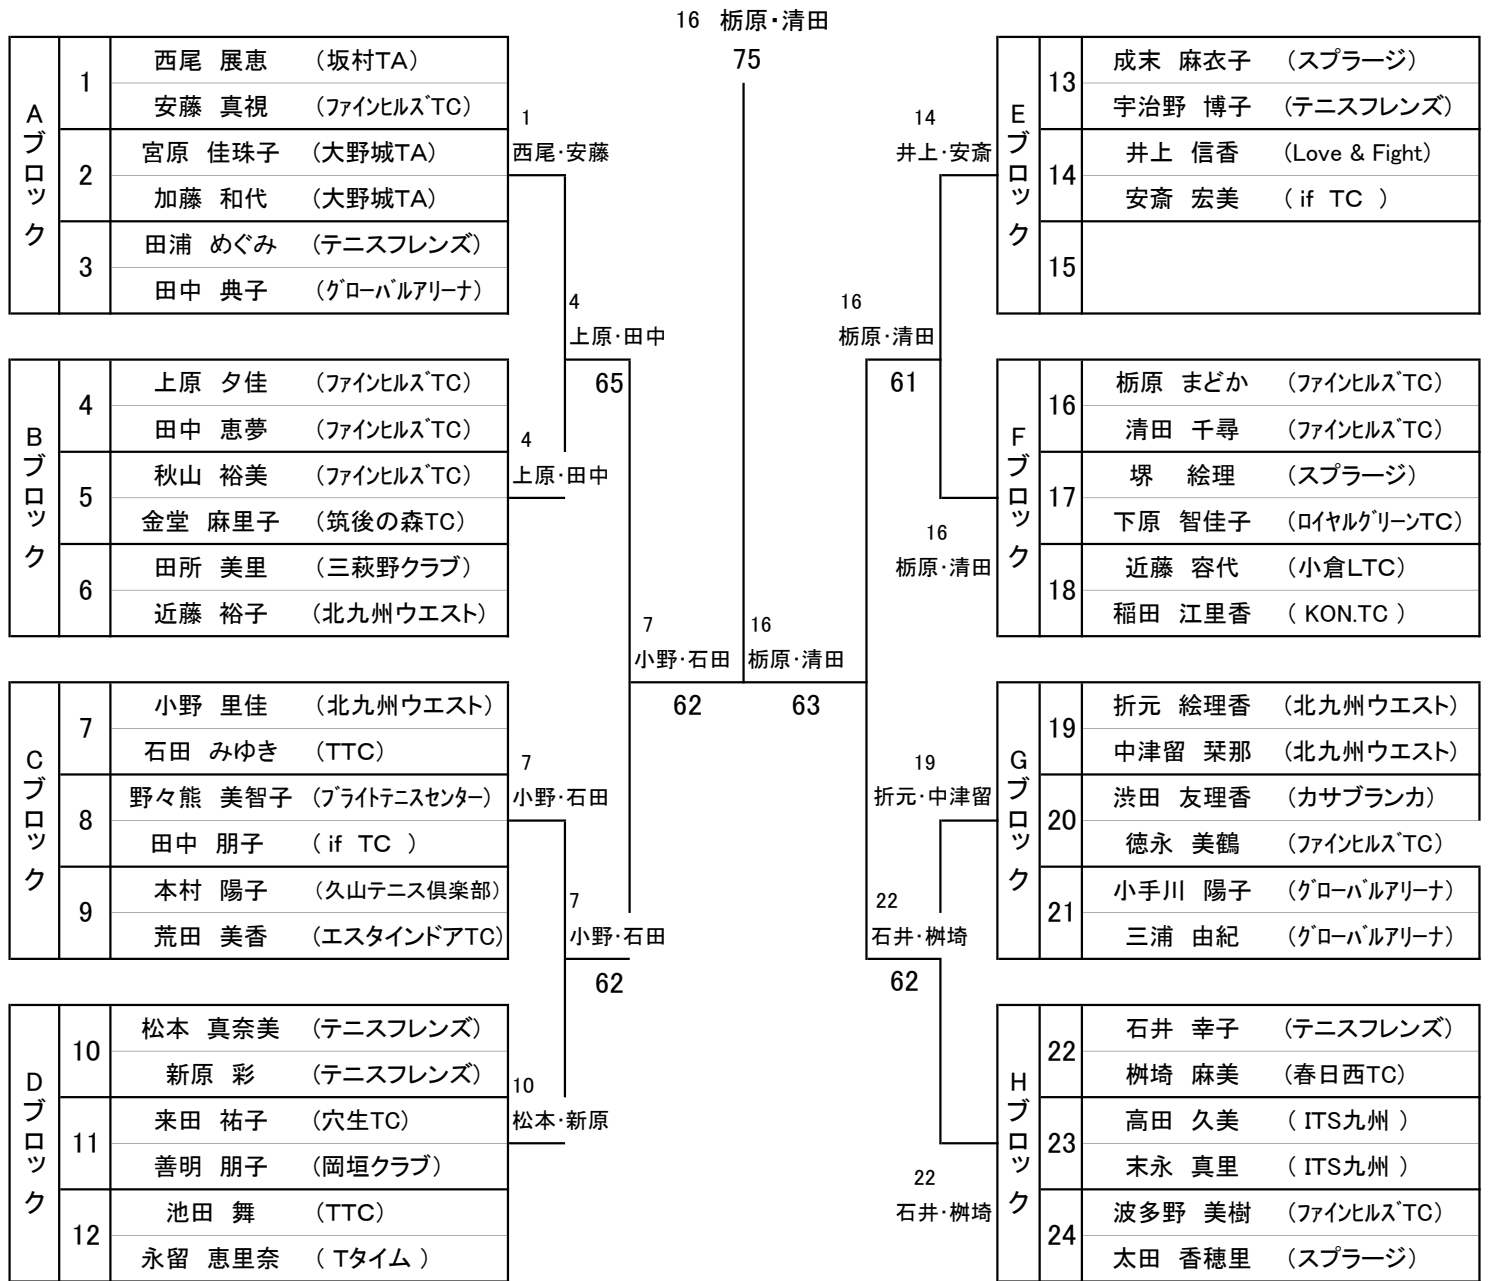 16 栃原・清田
75
Aブロック
1
西尾 展恵 (坂村TA)
安藤 真視 (ファインヒルズTC)
2
宮原 佳珠子 (大野城TA)
加藤 和代 (大野城TA)
3
田浦 めぐみ (テニスフレンズ)
田中 典子 (グローバルアリーナ)
1
西尾・安藤
4
上原・田中
65
Bブロック
4
上原 夕佳 (ファインヒルズTC)
田中 恵夢 (ファインヒルズTC)
5
秋山 裕美 (ファインヒルズTC)
金堂 麻里子 (筑後の森TC)
6
田所 美里 (三萩野クラブ)
近藤 裕子 (北九州ウエスト)
4
上原・田中
7
小野・石田
62
Cブロック
7
小野 里佳 (北九州ウエスト)
石田 みゆき (TTC)
8
野々熊 美智子 (ブライトテニスセンター)
田中 朋子 ( if TC )
9
本村 陽子 (久山テニス倶楽部)
荒田 美香 (エスタインドアTC)
7
小野・石田
7
小野・石田
62
Dブロック
10
松本 真奈美 (テニスフレンズ)
新原 彩 (テニスフレンズ)
11
来田 祐子 (穴生TC)
善明 朋子 (岡垣クラブ)
12
池田 舞 (TTC)
永留 恵里奈 ( Tタイム )
10
松本・新原
14
井上・安斎
Eブロック
13
成末 麻衣子 (スプラージ)
宇治野 博子 (テニスフレンズ)
14
井上 信香 (Love & Fight)
安斎 宏美 ( if TC )
15
16
栃原・清田
61
Fブロック
16
栃原 まどか (ファインヒルズTC)
清田 千尋 (ファインヒルズTC)
17
堺 絵理 (スプラージ)
下原 智佳子 (ロイヤルグリーンTC)
18
近藤 容代 (小倉LTC)
稲田 江里香 ( KON.TC )
16
栃原・清田
16
栃原・清田
63
19
折元・中津留
Gブロック
19
折元 絵理香 (北九州ウエスト)
中津留 栞那 (北九州ウエスト)
20
渋田 友理香 (カサブランカ)
徳永 美鶴 (ファインヒルズTC)
21
小手川 陽子 (グローバルアリーナ)
三浦 由紀 (グローバルアリーナ)
22
石井・桝埼
62
Hブロック
22
石井 幸子 (テニスフレンズ)
桝埼 麻美 (春日西TC)
23
高田 久美 ( ITS九州 )
末永 真里 ( ITS九州 )
24
波多野 美樹 (ファインヒルズTC)
太田 香穂里 (スプラージ)
22
石井・桝埼